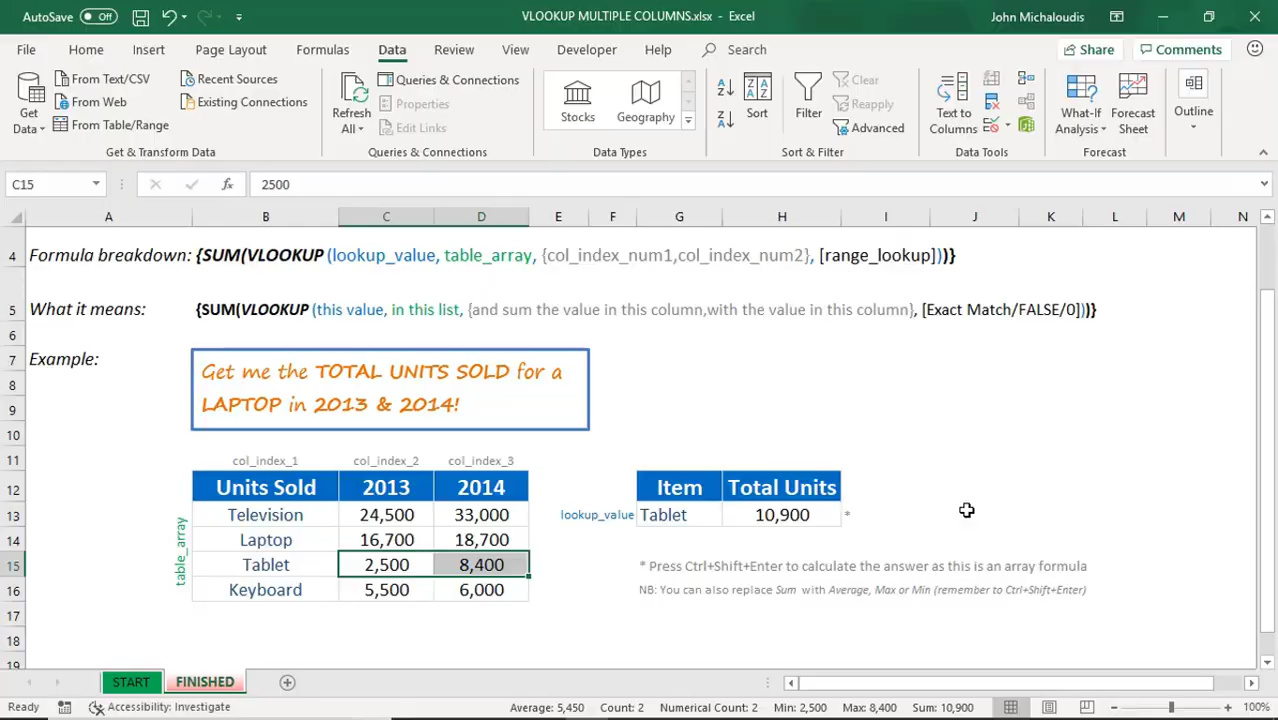 AutoSave Off VLOOKUP MULTIPLE COLUMNS.xlsx - Excel John Michaloudis
File Home Insert Page Layout Formulas Data Review View Developer Help Search Share Comments
Get Data
From Text/CSV
From Web
From Table/Range
Recent Sources
Existing Connections
Get & Transform Data
Refresh All
Queries & Connections
Properties
Edit Links
Queries & Connections
Stocks
Geography
Data Types
Sort
Filter
Clear
Reapply
Advanced
Sort & Filter
Text to Columns
Data Tools
What-If Analysis
Forecast Sheet
Forecast
Outline
C15 fx 2500
A B C D E F G H I J K L M N
4 Formula breakdown: {SUM(VLOOKUP (lookup_value, table_array, {col_index_num1,col_index_num2}, [range_lookup]))}
5 What it means: {SUM(VLOOKUP (this value, in this list, {and sum the value in this column,with the value in this column}, [Exact Match/FALSE/0]))}
6
7 Example:
Get me the TOTAL UNITS SOLD for a
8
LAPTOP in 2013 & 2014!
9
10
11 col_index_1 col_index_2 col_index_3
12 Units Sold 2013 2014 Item Total Units
13 Television 24,500 33,000 lookup_value Tablet 10,900 *
14 Laptop 16,700 18,700
table_array
15 Tablet 2,500 8,400 * Press Ctrl+Shift+Enter to calculate the answer as this is an array formula
16 Keyboard 5,500 6,000 NB: You can also replace Sum with Average, Max or Min (remember to Ctrl+Shift+Enter)
17
18
19
START FINISHED
Ready Accessibility: Investigate Average: 5,450 Count: 2 Numerical Count: 2 Min: 2,500 Max: 8,400 Sum: 10,900 100%